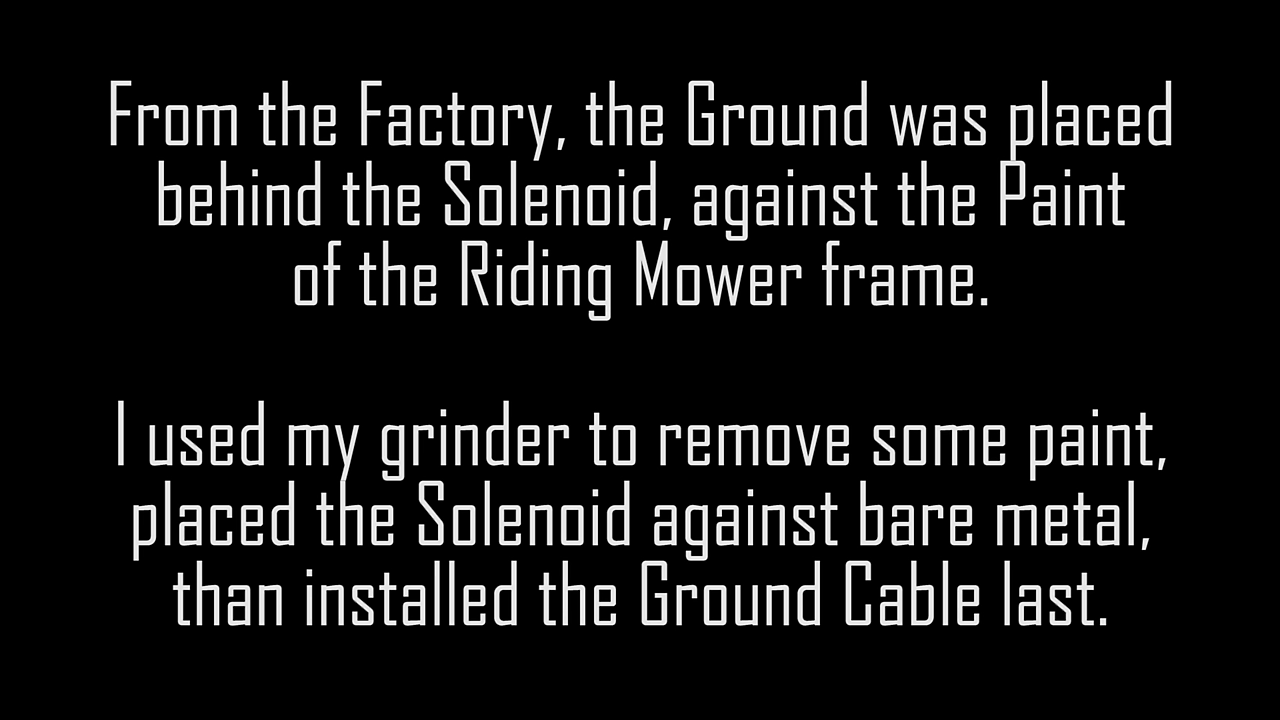 From the Factory, the Ground was placed
behind the Solenoid, against the Paint
of the Riding Mower frame.
I used my grinder to remove some paint,
placed the Solenoid against bare metal,
than installed the Ground Cable last.